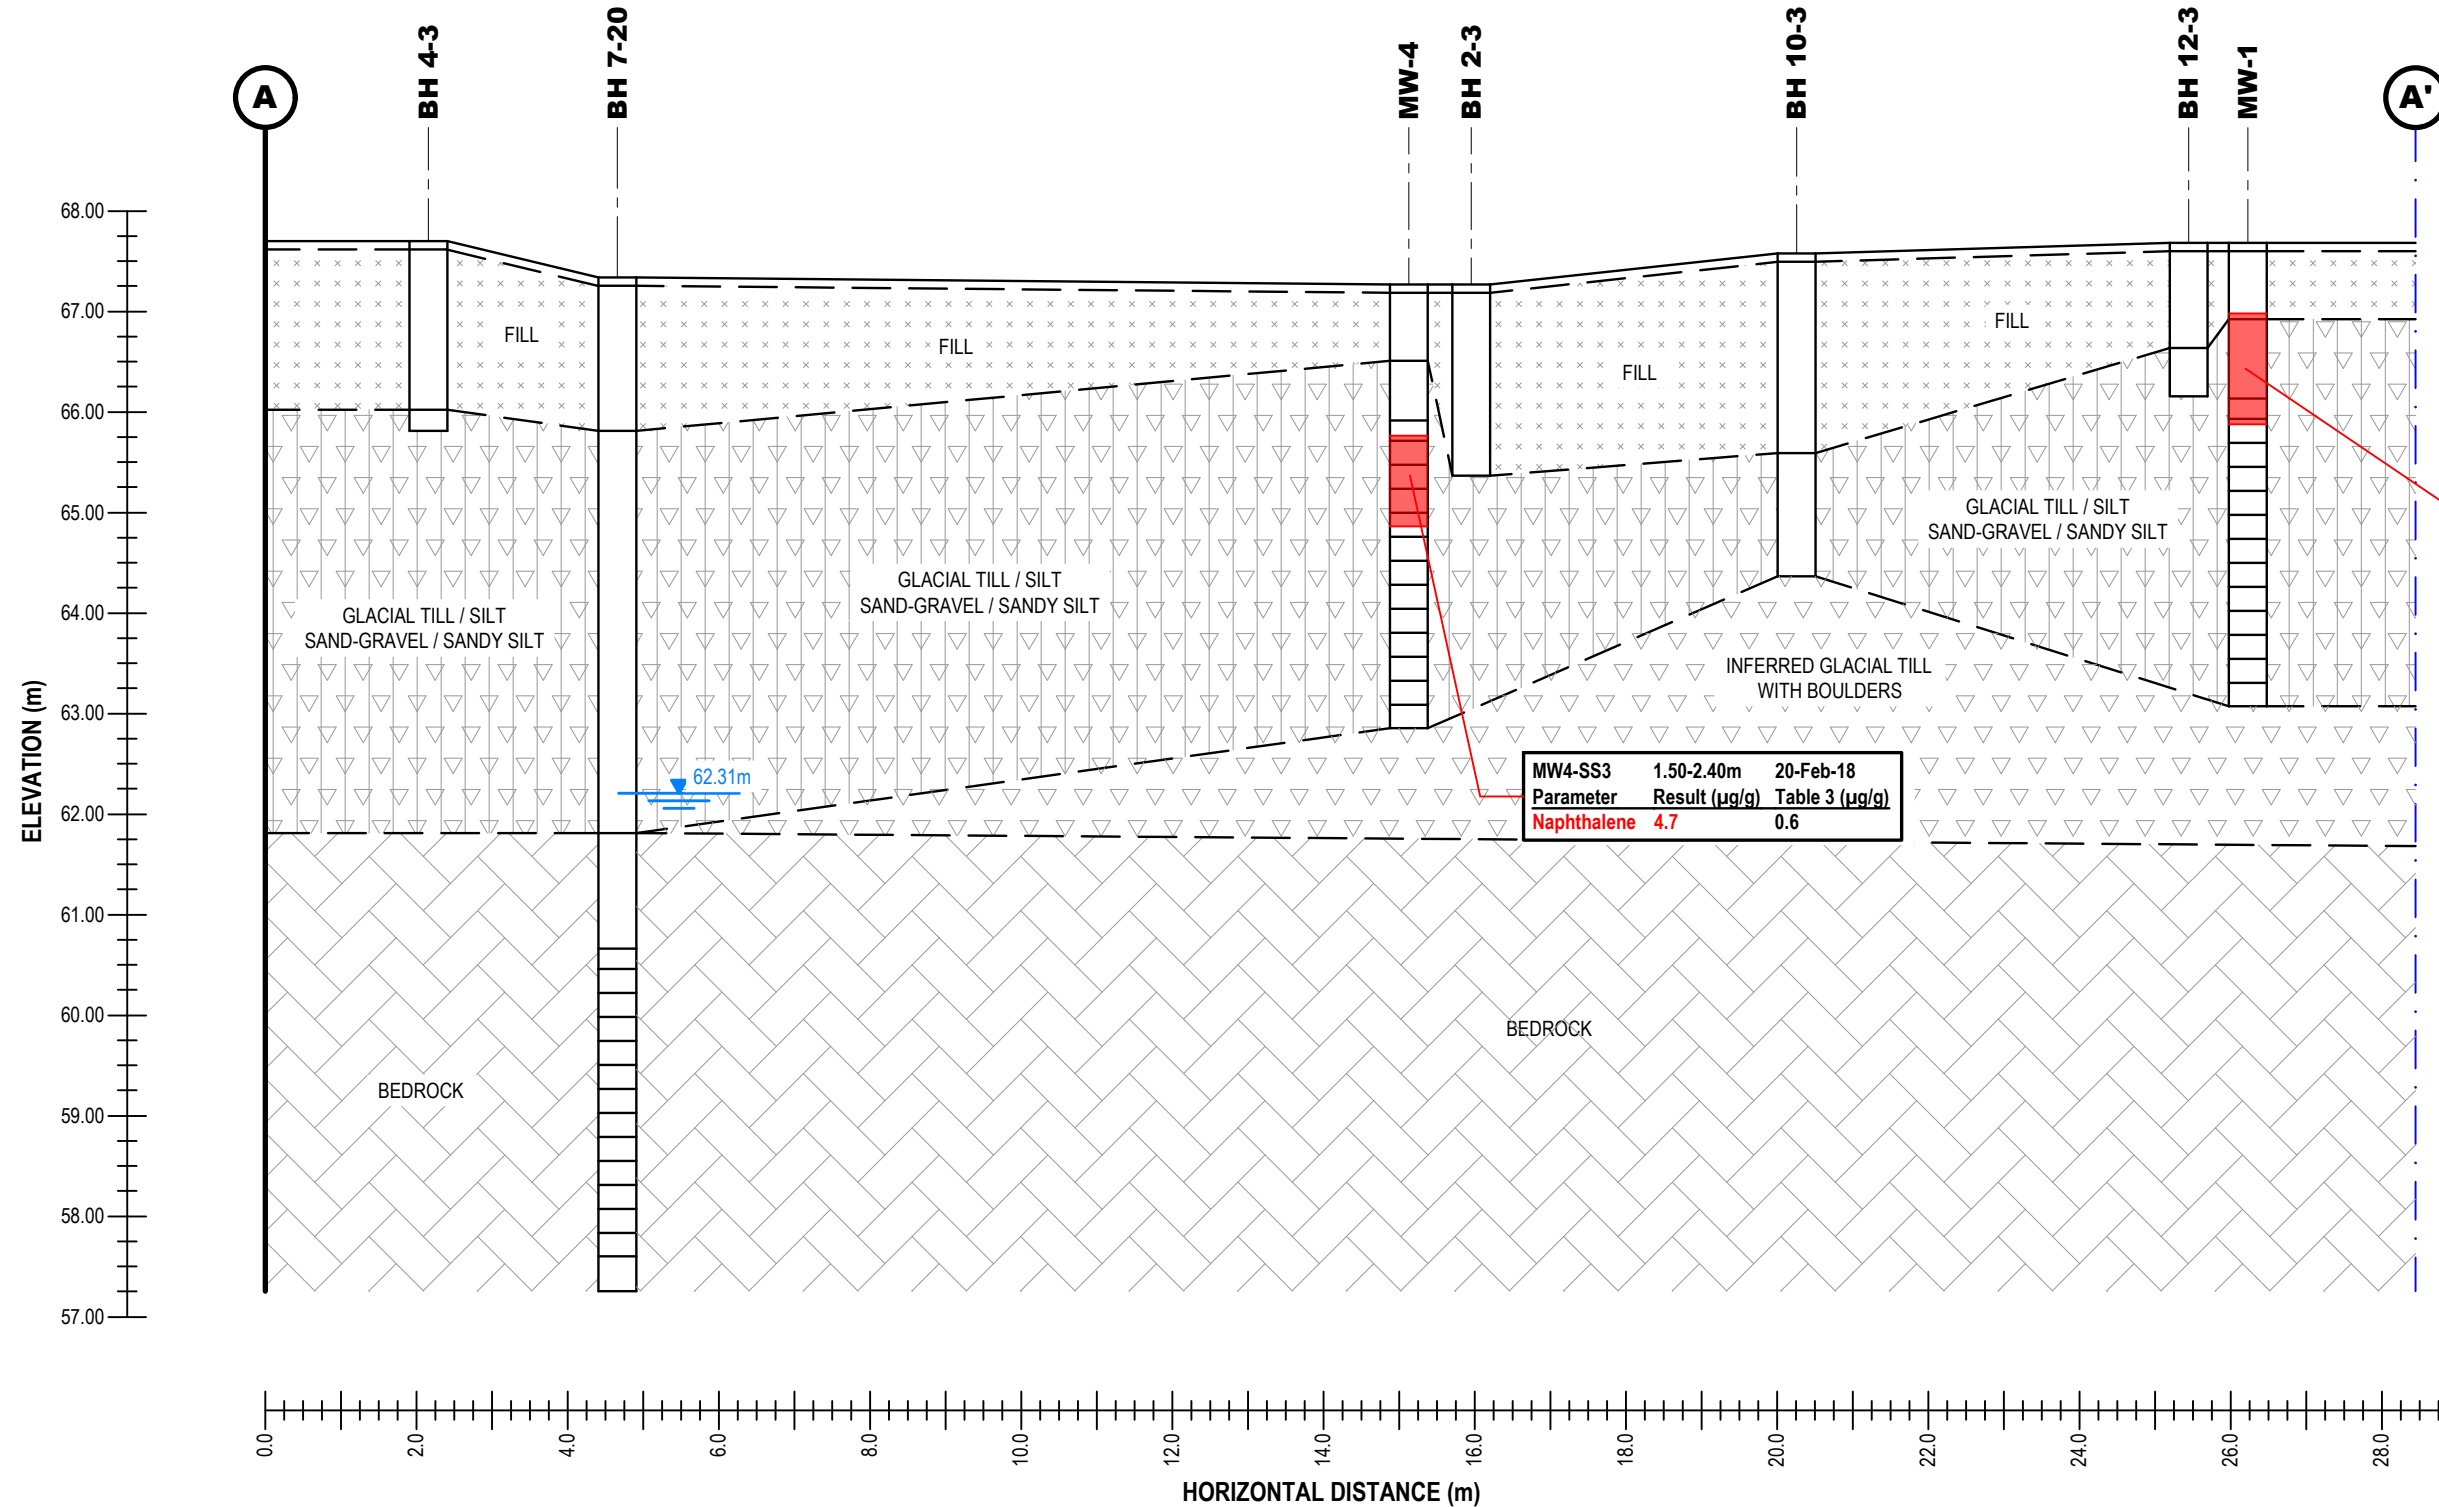 BH 4-3
BH 7-20
MW-4
BH 2-3
BH 10-3
BH 12-3
MW-1
A
A'
68.00
67.00
66.00
65.00
64.00
63.00
62.00
61.00
60.00
59.00
58.00
57.00
ELEVATION (m)
FILL
FILL
FILL
FILL
GLACIAL TILL / SILT
SAND-GRAVEL / SANDY SILT
GLACIAL TILL / SILT
SAND-GRAVEL / SANDY SILT
GLACIAL TILL / SILT
SAND-GRAVEL / SANDY SILT
INFERRED GLACIAL TILL
WITH BOULDERS
62.31m
MW4-SS3 1.50-2.40m 20-Feb-18
Parameter Result (µg/g) Table 3 (µg/g)
Naphthalene 4.7 0.6
BEDROCK
BEDROCK
0.0
2.0
4.0
6.0
8.0
10.0
12.0
14.0
16.0
18.0
20.0
22.0
24.0
26.0
28.0
HORIZONTAL DISTANCE (m)